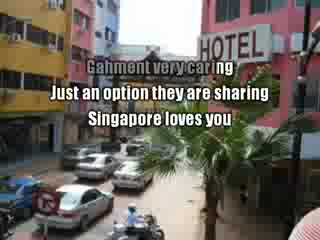 HOTEL
Gahment very caring
Just an option they are sharing
Singapore loves you